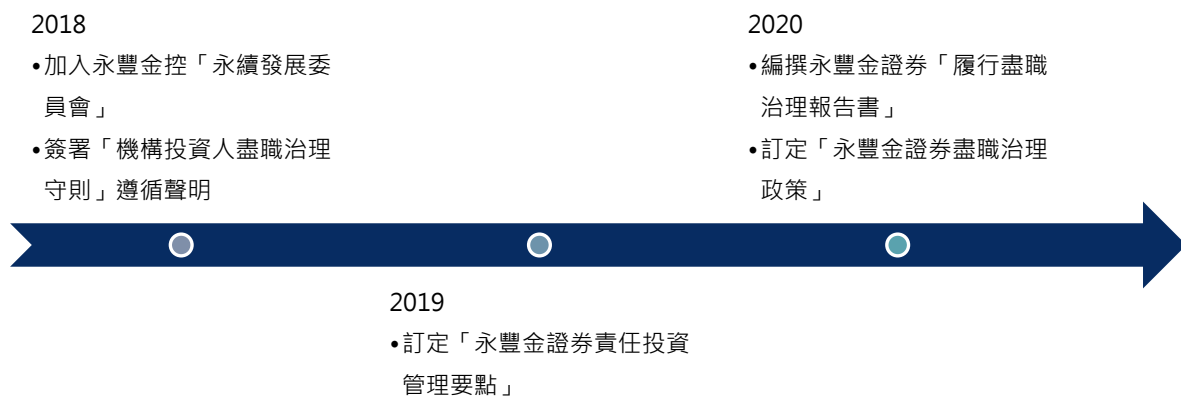 2018
•加入永豐金控「永續發展委
員會」
•簽署「機構投資人盡職治理
守則」遵循聲明
2019
•訂定「永豐金證券責任投資
管理要點」
2020
•編撰永豐金證券「履行盡職
治理報告書」
•訂定「永豐金證券盡職治理
政策」